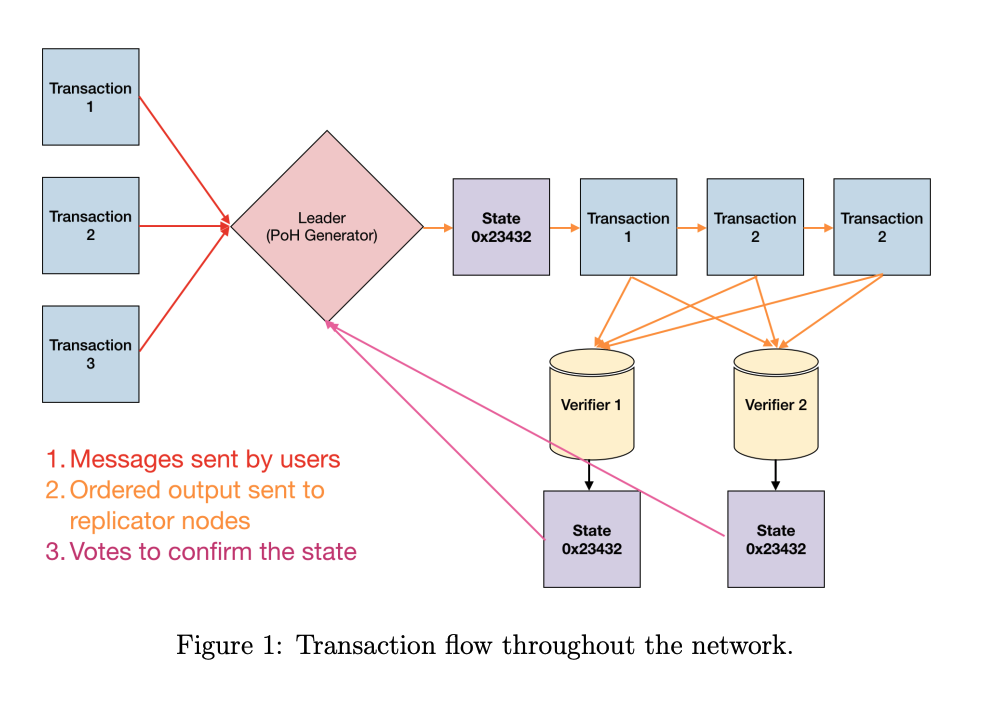 Transaction
1
Transaction
2
Transaction
3
Leader
(PoH Generator)
State
0x23432
Transaction
1
Transaction
2
Transaction
2
Verifier 1
Verifier 2
State
0x23432
State
0x23432
1. Messages sent by users
2. Ordered output sent to
replicator nodes
3. Votes to confirm the state
Figure 1: Transaction flow throughout the network.